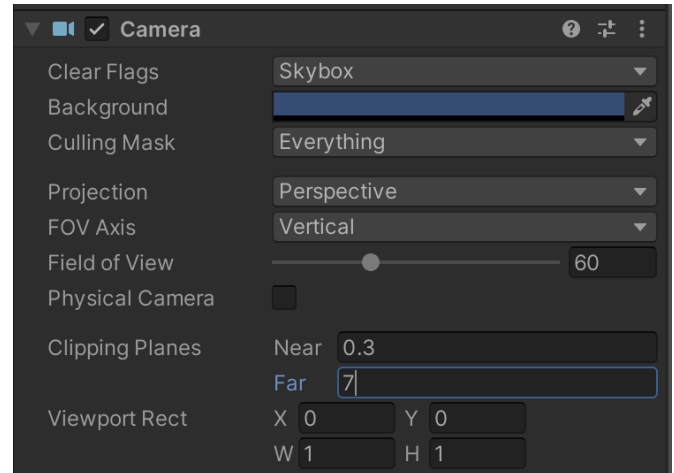 Camera
Clear Flags Skybox
Background
Culling Mask Everything
Projection Perspective
FOV Axis Vertical
Field of View 60
Physical Camera
Clipping Planes Near 0.3
Far 7
Viewport Rect X 0 Y 0
W 1 H 1